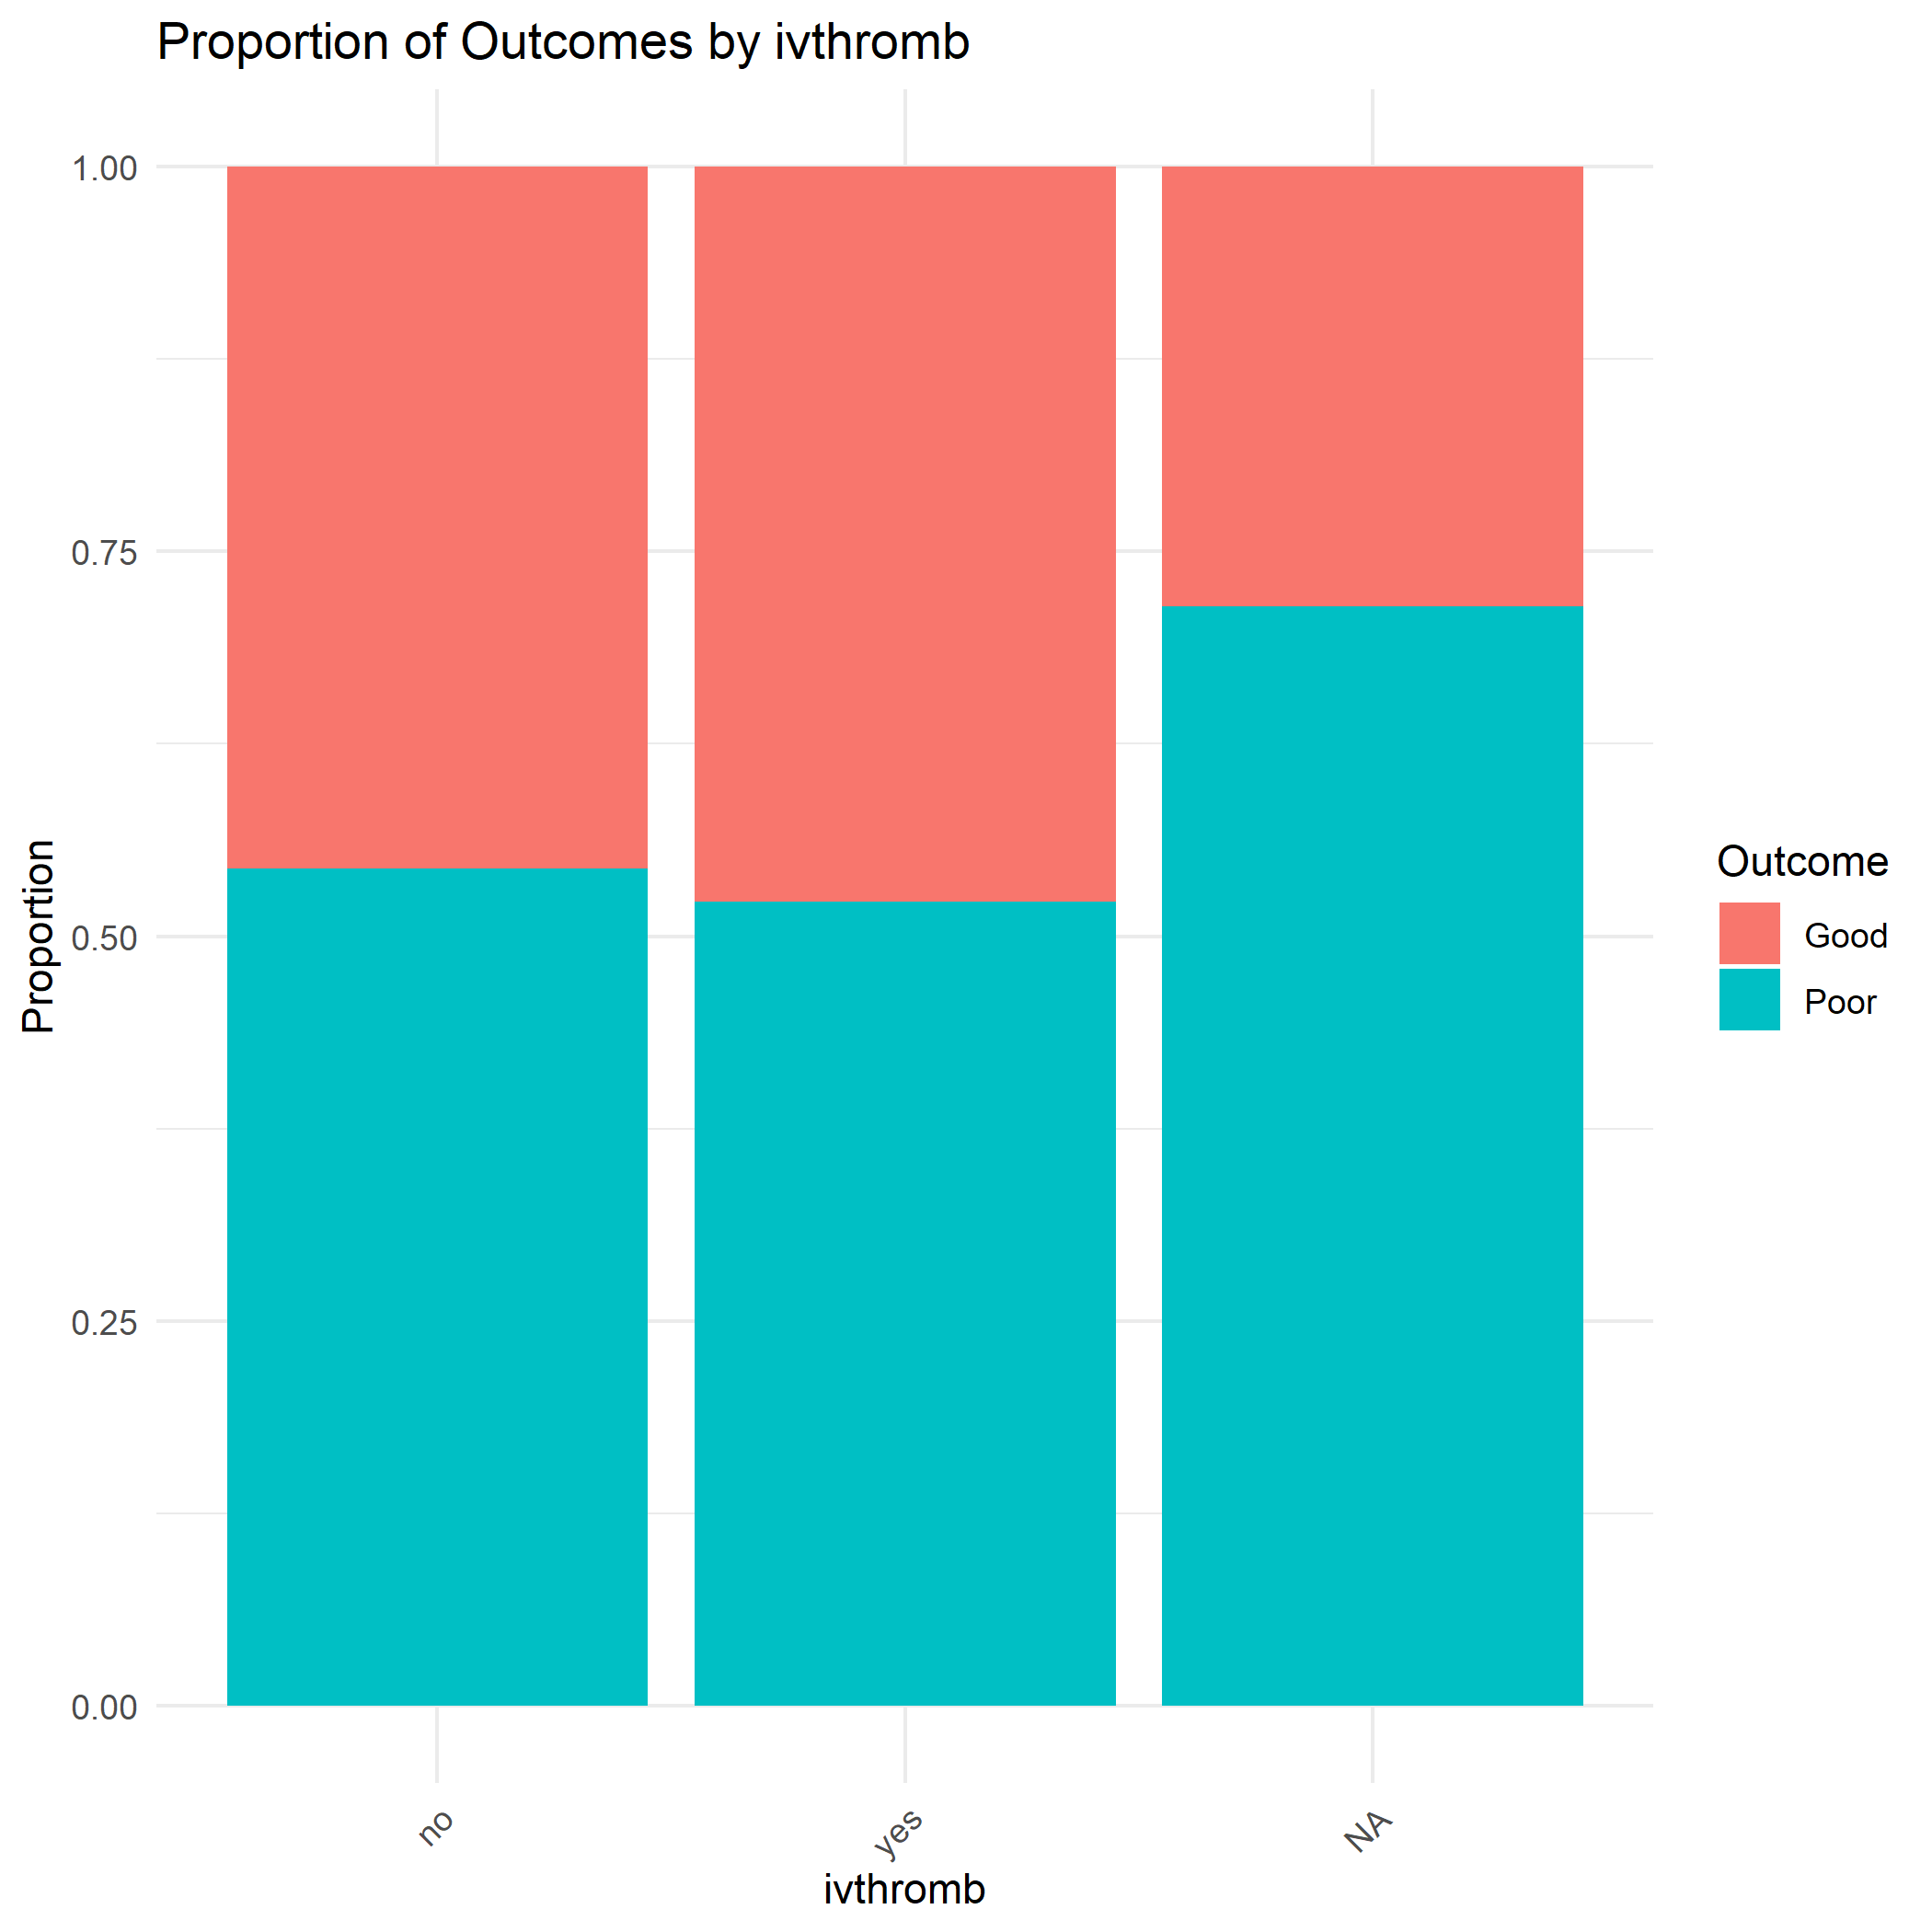 Proportion of Outcomes by ivthromb
1.00
0.75
0.50
0.25
0.00
Proportion
no
yes
NA
ivthromb
Outcome
Good
Poor